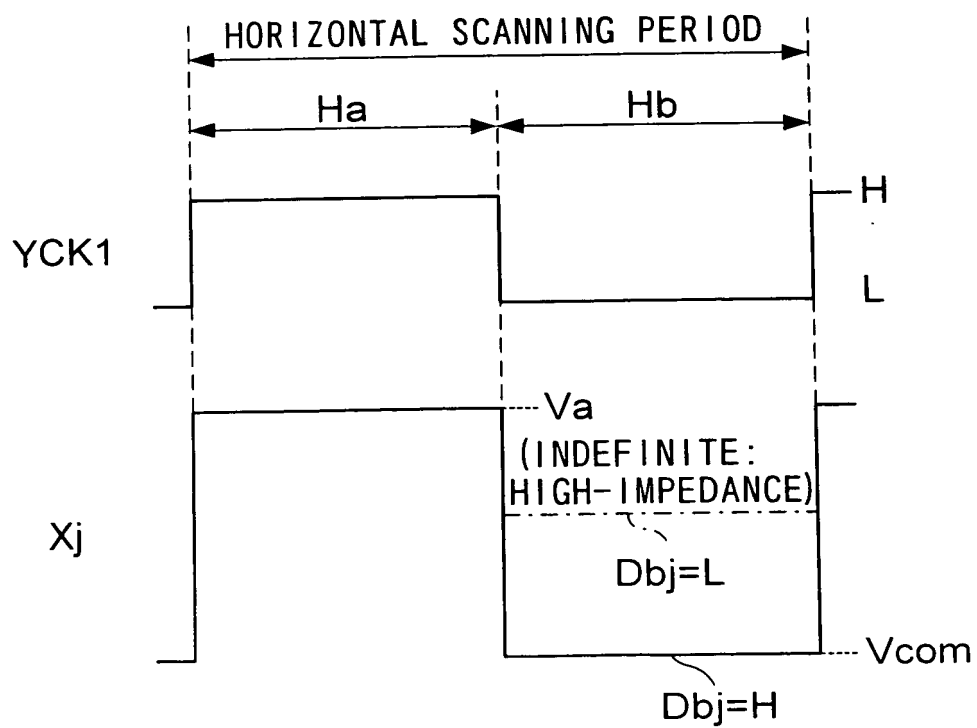 HORIZONTAL SCANNING PERIOD
Ha
Hb
YCK1
H
L
Va
(INDEFINITE:
HIGH-IMPEDANCE)
Xj
Dbj=L
Vcom
Dbj=H